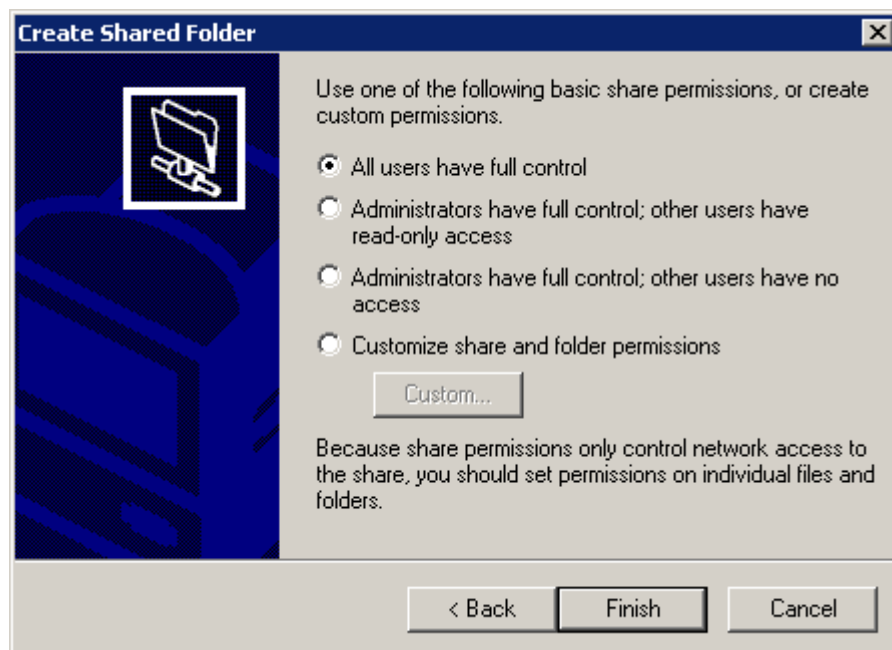 Create Shared Folder
Use one of the following basic share permissions, or create
custom permissions.
All users have full control
Administrators have full control; other users have
read-only access
Administrators have full control; other users have no
access
Customize share and folder permissions
Custom...
Because share permissions only control network access to
the share, you should set permissions on individual files and
folders.
< Back
Finish
Cancel